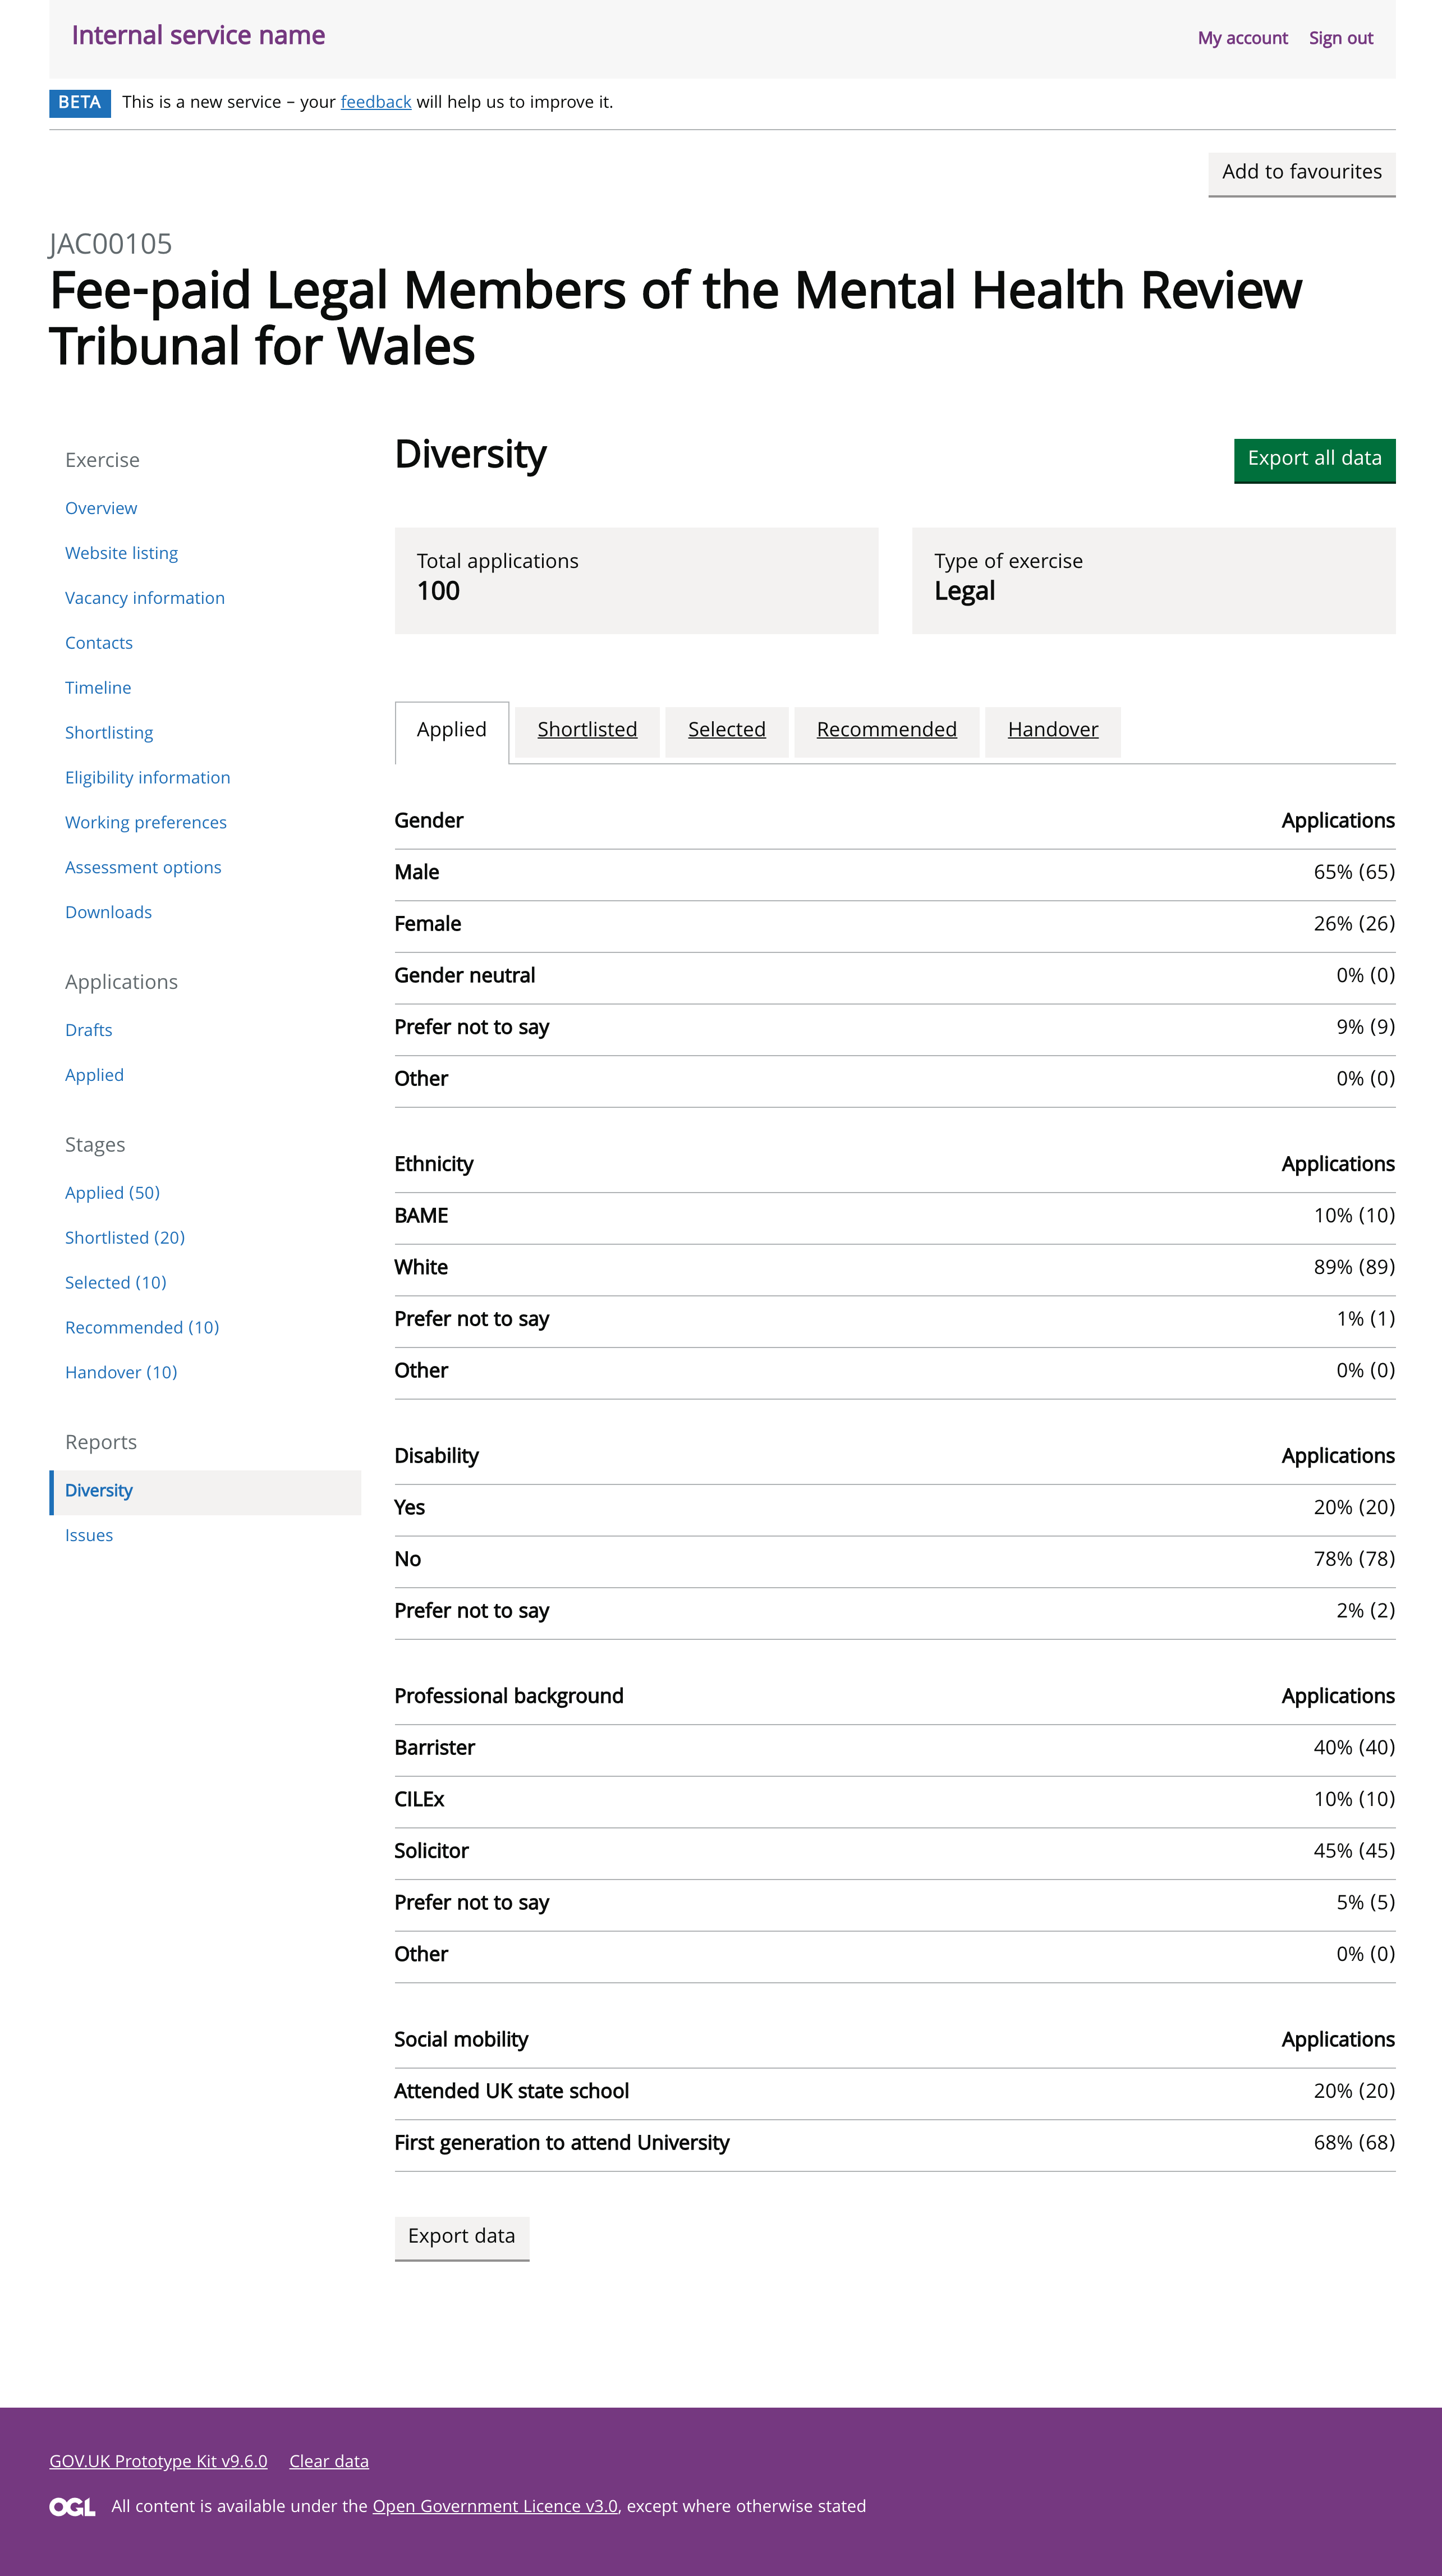 Internal service name
My account Sign out
BETA This is a new service – your feedback will help us to improve it.
Add to favourites
JAC00105
Fee-paid Legal Members of the Mental Health Review
Tribunal for Wales
Exercise
Overview
Website listing
Vacancy information
Contacts
Timeline
Shortlisting
Eligibility information
Working preferences
Assessment options
Downloads
Applications
Drafts
Applied
Stages
Applied (50)
Shortlisted (20)
Selected (10)
Recommended (10)
Handover (10)
Reports
Diversity
Issues
Diversity
Export all data
Total applications
100
Type of exercise
Legal
Applied Shortlisted Selected Recommended Handover
Gender Applications
Male 65% (65)
Female 26% (26)
Gender neutral 0% (0)
Prefer not to say 9% (9)
Other 0% (0)
Ethnicity Applications
BAME 10% (10)
White 89% (89)
Prefer not to say 1% (1)
Other 0% (0)
Disability Applications
Yes 20% (20)
No 78% (78)
Prefer not to say 2% (2)
Professional background Applications
Barrister 40% (40)
CILEx 10% (10)
Solicitor 45% (45)
Prefer not to say 5% (5)
Other 0% (0)
Social mobility Applications
Attended UK state school 20% (20)
First generation to attend University 68% (68)
Export data
GOV.UK Prototype Kit v9.6.0 Clear data
OGL All content is available under the Open Government Licence v3.0, except where otherwise stated